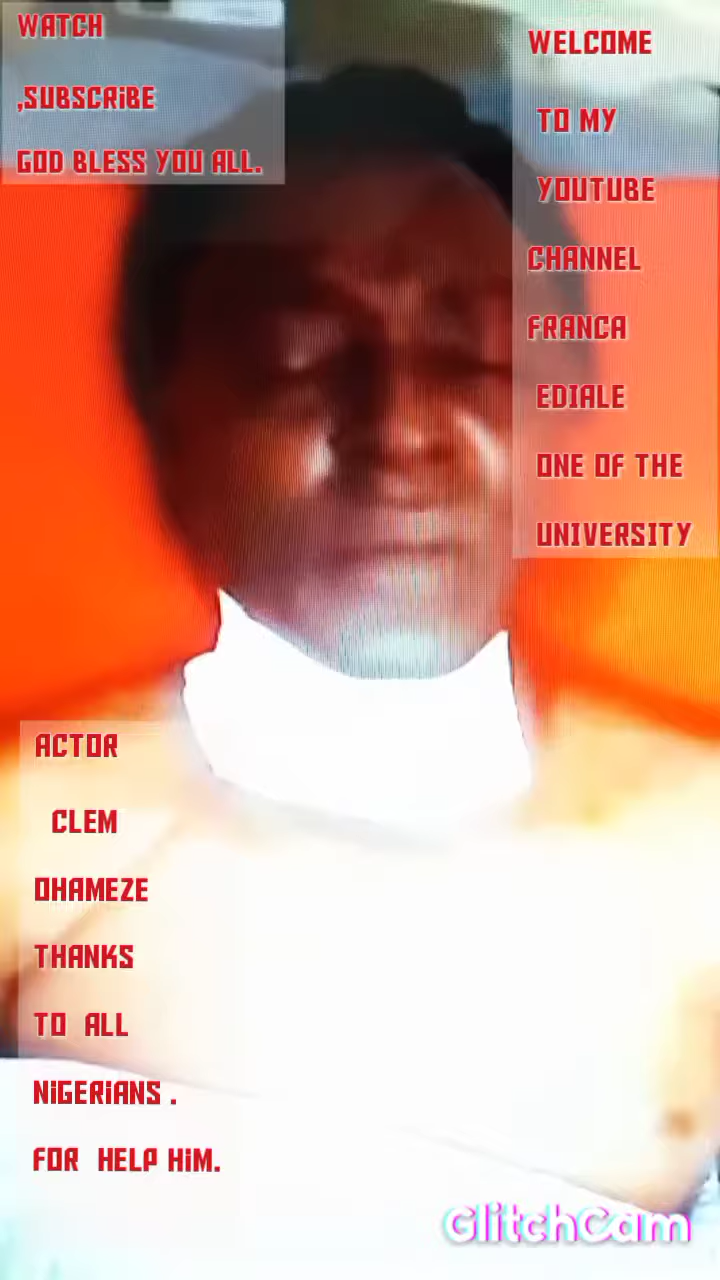 WATCH
,SUBSCRiBE
GOD BLESS YOU ALL.
WELCOME
TO MY
YOUTUBE
CHANNEL
FRANCA
EDIALE
ONE OF THE
UNIVERSITY
ACTOR
CLEM
OHAMEZE
THANKS
TO ALL
NiGERiANS .
FOR HELP HiM.
GlitchCam